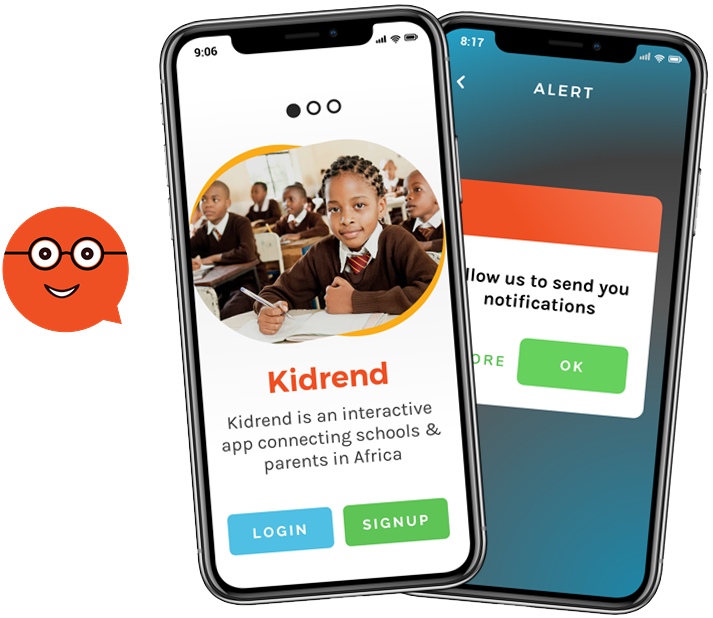 9:06
Kidrend
Kidrend is an interactive
app connecting schools &
parents in Africa
LOGIN
SIGNUP
8:17
ALERT
llow us to send you
notifications
ORE
OK